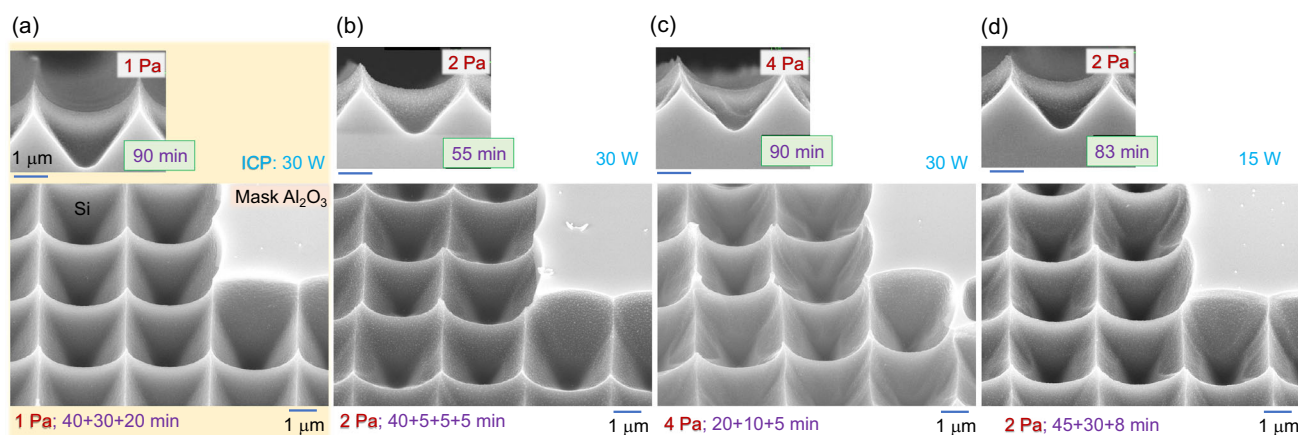 (a)
1 Pa
90 min
1 μm
ICP: 30 W
Si
Mask Al₂O₃
1 Pa; 40+30+20 min
1 μm
(b)
2 Pa
55 min
30 W
2 Pa; 40+5+5+5 min
1 μm
(c)
4 Pa
90 min
30 W
4 Pa; 20+10+5 min
1 μm
(d)
2 Pa
83 min
15 W
2 Pa; 45+30+8 min
1 μm